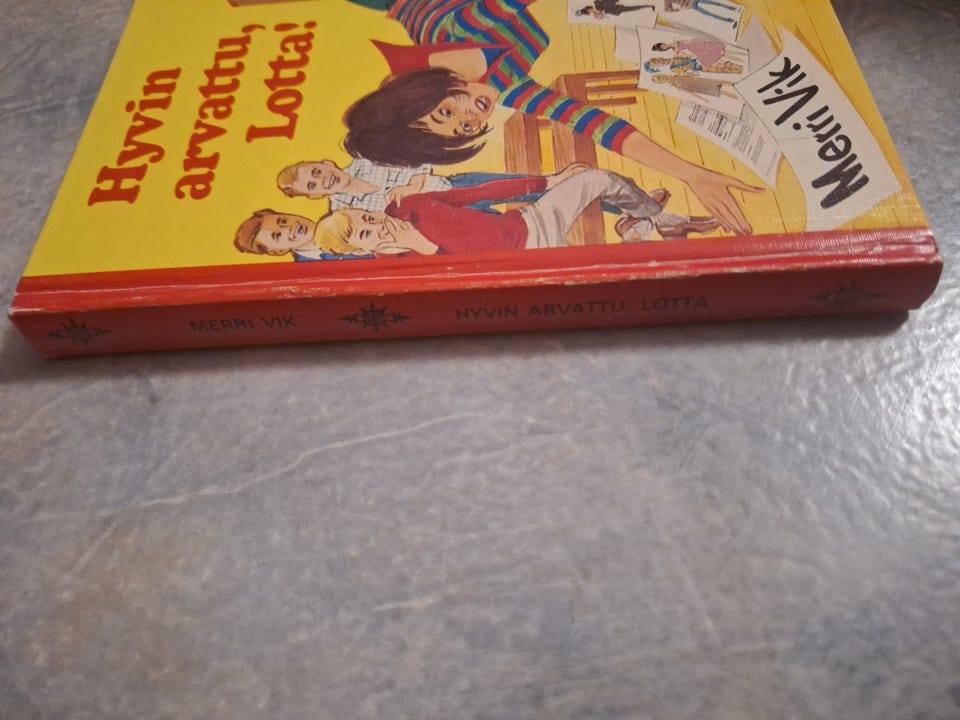 Hyvin
arvattu,
Lotta!
Merri Vik
MERRI VIK
HYVIN ARVATTU, LOTTA